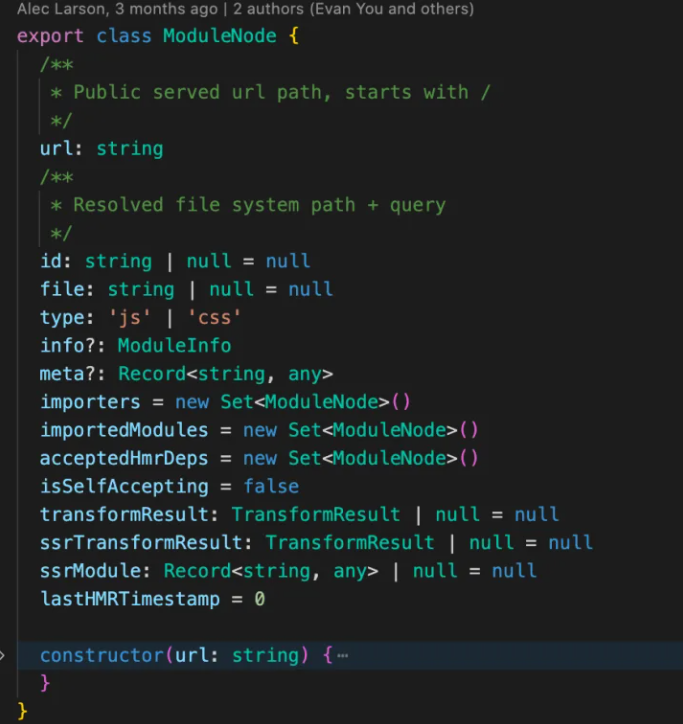 Alec Larson, 3 months ago | 2 authors (Evan You and others)
export class ModuleNode {
  /**
   * Public served url path, starts with /
   */
  url: string
  /**
   * Resolved file system path + query
   */
  id: string | null = null
  file: string | null = null
  type: 'js' | 'css'
  info?: ModuleInfo
  meta?: Record<string, any>
  importers = new Set<ModuleNode>()
  importedModules = new Set<ModuleNode>()
  acceptedHmrDeps = new Set<ModuleNode>()
  isSelfAccepting = false
  transformResult: TransformResult | null = null
  ssrTransformResult: TransformResult | null = null
  ssrModule: Record<string, any> | null = null
  lastHMRTimestamp = 0
  constructor(url: string) {⋯
  }
}